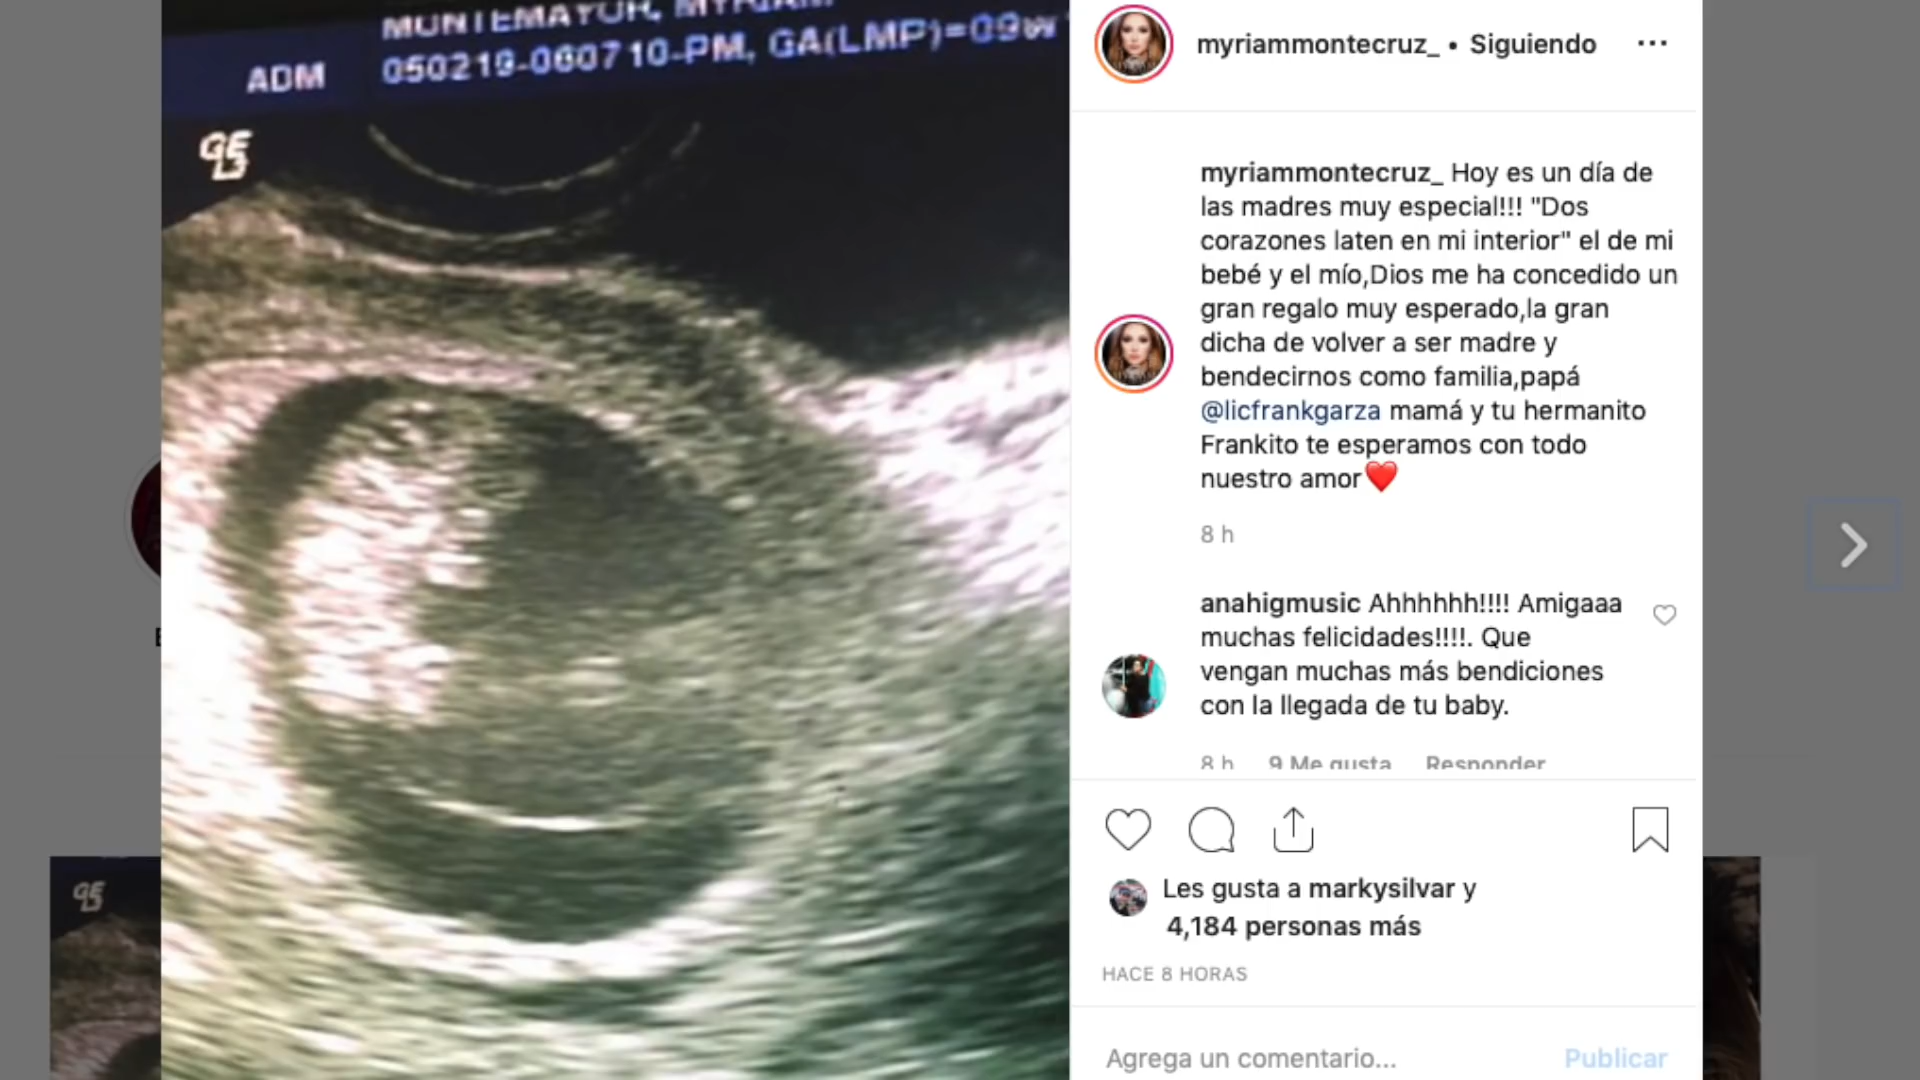 MONTEMAYOR, MYRIAM
050219-060710-PM, GA(LMP)=09w
ADM
GE
L3
myriammontecruz_ • Siguiendo
myriammontecruz_ Hoy es un día de
las madres muy especial!!! "Dos
corazones laten en mi interior" el de mi
bebé y el mío,Dios me ha concedido un
gran regalo muy esperado,la gran
dicha de volver a ser madre y
bendecirnos como familia,papá
@licfrankgarza mamá y tu hermanito
Frankito te esperamos con todo
nuestro amor❤️
8 h
anahigmusic Ahhhhhh!!!! Amigaaa
muchas felicidades!!!!. Que
vengan muchas más bendiciones
con la llegada de tu baby.
8 h 9 Me gusta Responder
Les gusta a markysilvar y
4,184 personas más
HACE 8 HORAS
Agrega un comentario... Publicar
GE
L3